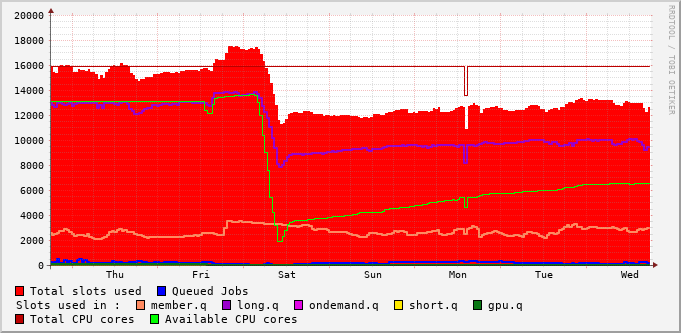 RRDTOOL / TOBI OETIKER
20000
18000
16000
14000
12000
10000
8000
6000
4000
2000
0
Thu Fri Sat Sun Mon Tue Wed
Total slots used Queued Jobs
Slots used in : member.q long.q ondemand.q short.q gpu.q
Total CPU cores Available CPU cores